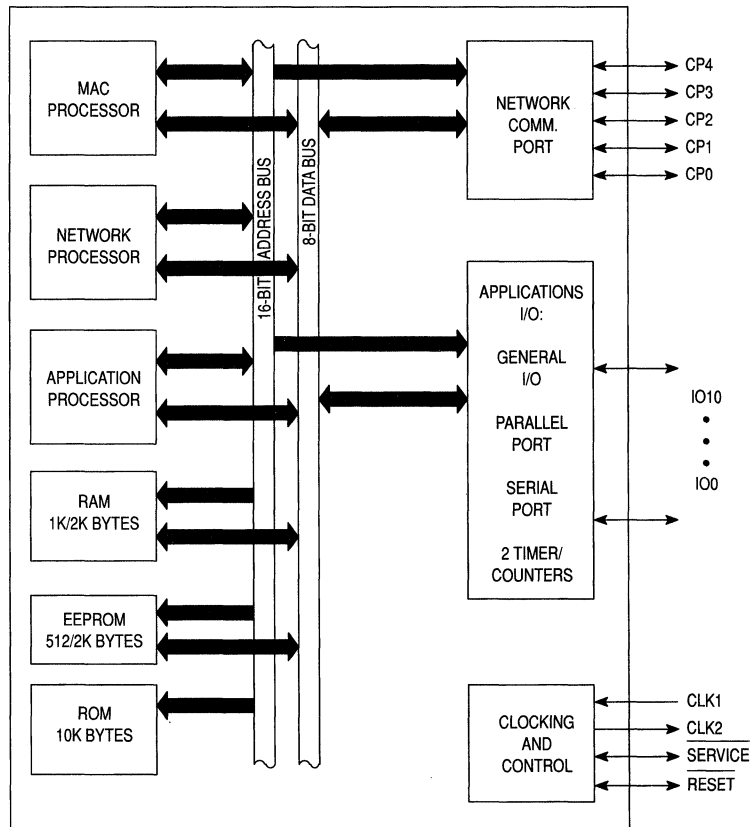 MAC
PROCESSOR
NETWORK
PROCESSOR
APPLICATION
PROCESSOR
RAM
1K/2K BYTES
EEPROM
512/2K BYTES
ROM
10K BYTES
16-BIT ADDRESS BUS
8-BIT DATA BUS
NETWORK
COMM.
PORT
CP4
CP3
CP2
CP1
CP0
APPLICATIONS
I/O:
GENERAL
I/O
PARALLEL
PORT
SERIAL
PORT
2 TIMER/
COUNTERS
IO10
IO0
CLOCKING
AND
CONTROL
CLK1
CLK2
SERVICE
RESET